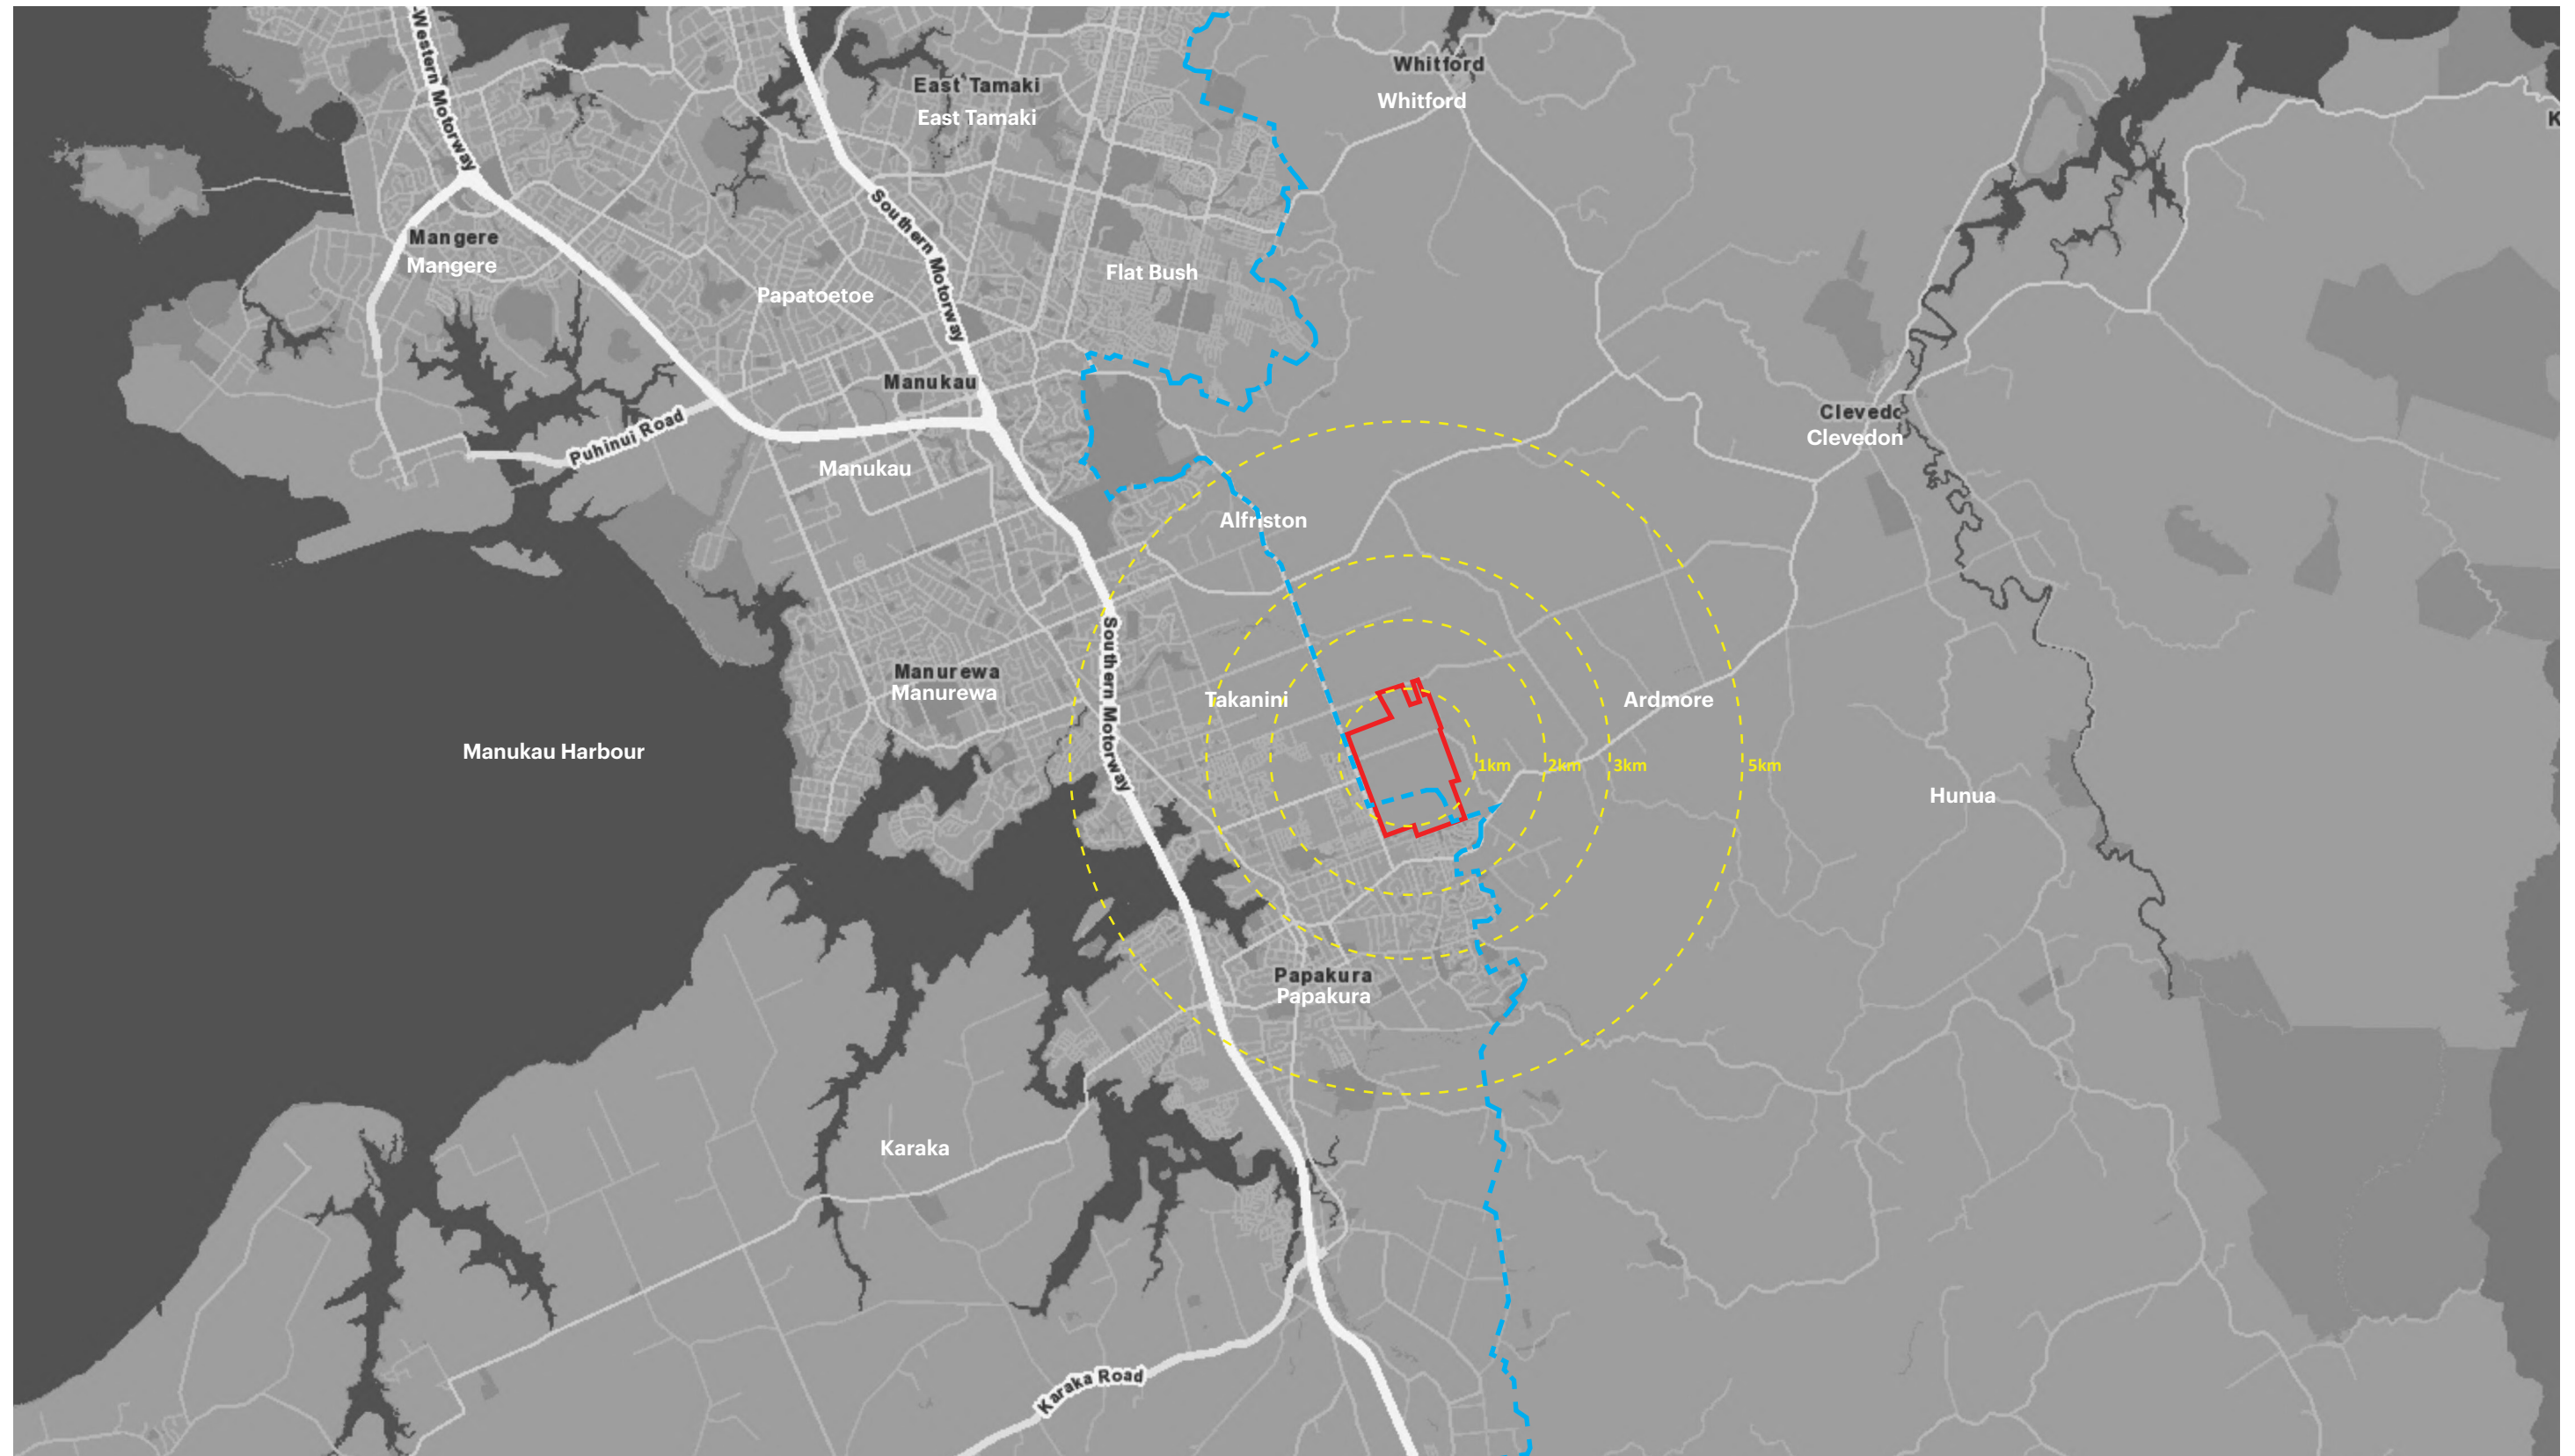 -Western Motorway
Whitford
Whitford
East Tamaki
East Tamaki
K
Southern Motorway
Mangere
Mangere
Flat Bush
Papatoetoe
Manukau
Clevedo
Clevedon
Puhinui Road
Manukau
Alfriston
Southern Motorway
Manurewa
Manurewa
Takanini
Ardmore
Manukau Harbour
1km
2km
3km
5km
Hunua
Papakura
Papakura
Karaka
Karaka Road